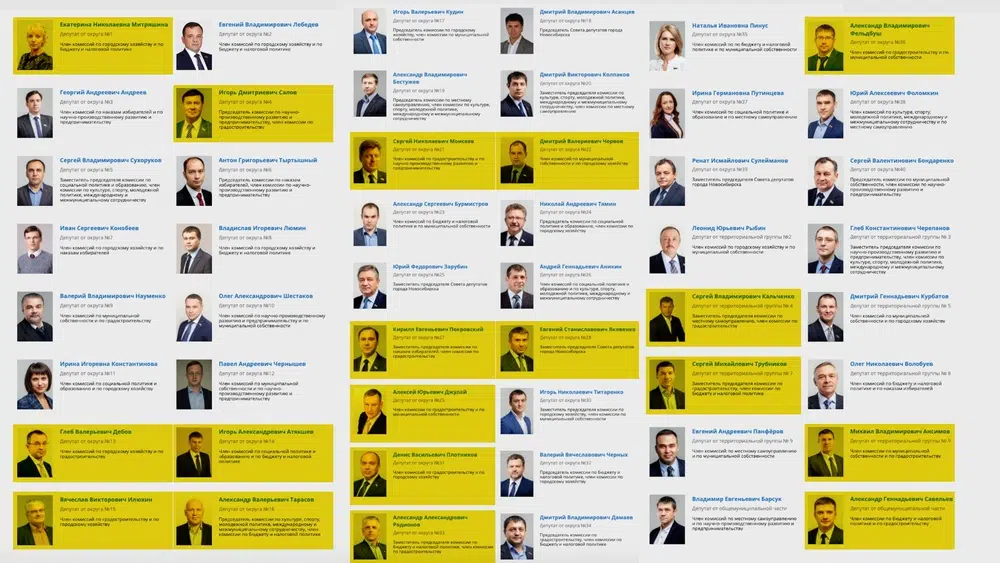 Екатерина Николаевна Митряшина
Депутат от округа №1
Член комиссий по городскому хозяйству и по
бюджету и налоговой политике
Евгений Владимирович Лебедев
Депутат от округа №2
Член комиссий по городскому хозяйству и по
бюджету и налоговой политике
Георгий Андреевич Андреев
Депутат от округа №3
Член комиссий по наказам избирателей и по
научно-производственному развитию и
предпринимательству
Игорь Дмитриевич Салов
Депутат от округа №4
Председатель комиссии по научно-
производственному развитию и
предпринимательству, член комиссии по
градостроительству
Сергей Владимирович Сухоруков
Депутат от округа №5
Заместитель председателя комиссии по
социальной политике и образованию, член
комиссии по культуре, спорту, молодежной
политике, международному и
межмуниципальному сотрудничеству
Антон Григорьевич Тыртышный
Депутат от округа №6
Председатель комиссии по наказам
избирателей, член комиссии по научно-
производственному развитию и
предпринимательству
Иван Сергеевич Конобеев
Депутат от округа №7
Член комиссий по городскому хозяйству и по
наказам избирателей
Владислав Игоревич Люмин
Депутат от округа №8
Член комиссий по городскому хозяйству и по
бюджету и налоговой политике
Валерий Владимирович Науменко
Депутат от округа №9
Член комиссий по муниципальной
собственности и по градостроительству
Олег Александрович Шестаков
Депутат от округа №10
Член комиссий по научно-производственному
развитию и предпринимательству и по
муниципальной собственности
Ирина Игоревна Константинова
Депутат от округа №11
Член комиссий по социальной политике и
образованию и по городскому хозяйству
Павел Андреевич Чернышев
Депутат от округа №12
Член комиссий по муниципальной
собственности и по научно-
производственному развитию и
предпринимательству
Глеб Валерьевич Дебов
Депутат от округа №13
Член комиссий по городскому хозяйству и по
градостроительству
Игорь Александрович Атякшев
Депутат от округа №14
Член комиссий по социальной политике и
образованию и по бюджету и налоговой
политике
Вячеслав Викторович Илюхин
Депутат от округа №15
Член комиссий по градостроительству и по
городскому хозяйству
Александр Валерьевич Тарасов
Депутат от округа №16
Председатель комиссии по культуре, спорту,
молодежной политике, международному и
межмуниципальному сотрудничеству, член
комиссии по бюджету и налоговой политике
Игорь Валерьевич Кудин
Депутат от округа №17
Председатель комиссии по городскому
хозяйству, член комиссии по муниципальной
собственности
Дмитрий Владимирович Асанцев
Депутат от округа №18
Председатель Совета депутатов города
Новосибирска
Александр Владимирович
Бестужев
Депутат от округа №19
Председатель комиссии по местному
самоуправлению, член комиссии по культуре,
спорту, молодежной политике,
международному и межмуниципальному
сотрудничеству
Дмитрий Викторович Колпаков
Депутат от округа №20
Заместитель председателя комиссии по
культуре, спорту, молодежной политике,
международному и межмуниципальному
сотрудничеству, член комиссии по местному
самоуправлению
Сергей Николаевич Моисеев
Депутат от округа №21
Член комиссий по градостроительству и по
научно-производственному развитию и
предпринимательству
Дмитрий Валериевич Червов
Депутат от округа №22
Член комиссий по муниципальной
собственности и по городскому хозяйству
Александр Сергеевич Бурмистров
Депутат от округа №23
Член комиссий по бюджету и налоговой
политике и по муниципальной собственности
Николай Андреевич Тямин
Депутат от округа №24
Член комиссий по социальной
политике и образованию, член комиссии по
городскому хозяйству
Юрий Федорович Зарубин
Депутат от округа №25
Заместитель председателя Совета депутатов
города Новосибирска
Андрей Геннадьевич Аникин
Депутат от округа №26
Член комиссий по социальной политике и
образованию и по культуре, спорту,
молодежной политике, международному и
межмуниципальному сотрудничеству
Кирилл Евгеньевич Покровский
Депутат от округа №27
Заместитель председателя комиссии по
наказам избирателей, член комиссии по
градостроительству
Евгений Станиславович Яковенко
Депутат от округа №28
Заместитель председателя Совета депутатов
города Новосибирска
Алексей Юрьевич Джулай
Депутат от округа №29
Член комиссий по градостроительству и по
муниципальной собственности
Игорь Николаевич Титаренко
Депутат от округа №30
Заместитель председателя комиссии по
муниципальной собственности, член комиссии
по городскому хозяйству
Денис Васильевич Плотников
Депутат от округа №31
Член комиссий по градостроительству и по
бюджету и налоговой политике
Валерий Вячеславович Черных
Депутат от округа №32
Председатель комиссии по бюджету и
налоговой политике, член комиссии по
городскому хозяйству
Александр Александрович
Родионов
Депутат от округа №33
Заместитель председателя комиссии по
бюджету и налоговой политике, член комиссии
по градостроительству
Дмитрий Владимирович Дамаев
Депутат от округа №34
Председатель комиссии по муниципальной
собственности, член комиссии по бюджету и
налоговой политике
Наталья Ивановна Пинус
Депутат от округа №35
Член комиссий по по бюджету и налоговой
политике и по муниципальной собственности
Александр Владимирович
Фельдбуш
Депутат от округа №36
Член комиссий по градостроительству и по
муниципальной собственности
Ирина Германовна Путинцева
Депутат от округа №37
Член комиссий по социальной политике и
образованию и по местному самоуправлению
Юрий Алексеевич Фоломкин
Депутат от округа №38
Член комиссий по культуре, спорту,
молодежной политике, международному и
межмуниципальному сотрудничеству и по
местному самоуправлению
Ренат Исмайлович Сулейманов
Депутат от округа №39
Заместитель председателя Совета депутатов
города Новосибирска
Сергей Валентинович Бондаренко
Депутат от округа №40
Член комиссий по муниципальной
собственности, член комиссии по научно-
производственному развитию и
предпринимательству
Леонид Юрьевич Рыбин
Депутат от территориальной группы №2
Член комиссий по городскому хозяйству и по
муниципальной собственности
Глеб Константинович Черепанов
Депутат от территориальной группы № 3
Заместитель председателя комиссии по
научно-производственному развитию и
предпринимательству, член комиссии по
культуре, спорту, молодежной политике,
международному и межмуниципальному
сотрудничеству
Сергей Владимирович Кальченко
Депутат от территориальной группы № 4
Заместитель председателя комиссии по
местному самоуправлению, член комиссии по
градостроительству
Дмитрий Геннадьевич Курбатов
Депутат от территориальной группы № 5
Член комиссий по муниципальной
собственности и по городскому хозяйству
Сергей Михайлович Трубников
Депутат от территориальной группы № 7
Заместитель председателя комиссии по
градостроительству, член комиссии по
бюджету и налоговой политике
Олег Николаевич Волобуев
Депутат от территориальной группы № 8
Член комиссий по бюджету и налоговой
политике и по наказам избирателей
Евгений Андреевич Панфёров
Депутат от территориальной группы № 9
Член комиссий по местному самоуправлению
и по муниципальной собственности
Михаил Владимирович Анисимов
Депутат от территориальной группы № 9
Член комиссий по бюджету и налоговой
политике и по градостроительству
Владимир Евгеньевич Барсук
Депутат от общемуниципальной части
Член комиссий по местному самоуправлению
и по научно-производственному развитию и
предпринимательству
Александр Геннадьевич Савельев
Депутат от общемуниципальной части
Член комиссий по бюджету и налоговой
политике и по градостроительству